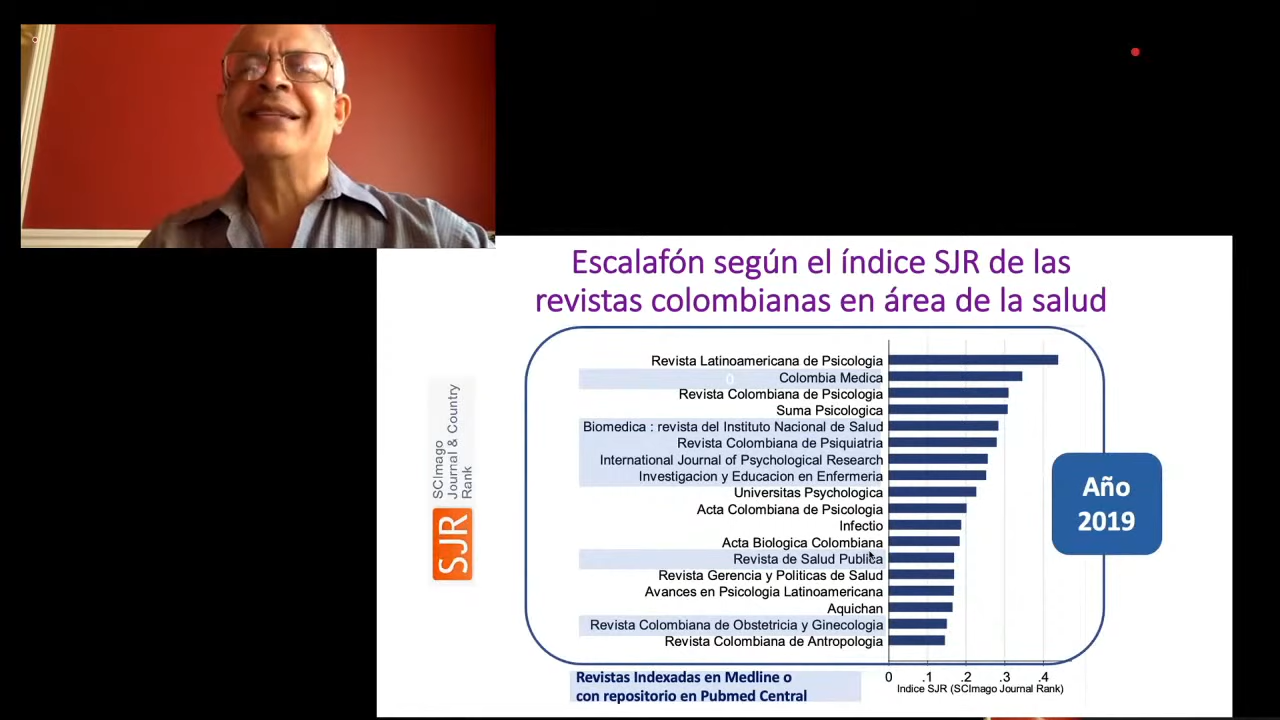 Escalafón según el índice SJR de las
revistas colombianas en área de la salud
SCImago
Journal & Country
Rank
SJR
Revista Latinoamericana de Psicologia
0
Colombia Medica
Revista Colombiana de Psicologia
Suma Psicologica
Biomedica : revista del Instituto Nacional de Salud
Revista Colombiana de Psiquiatria
International Journal of Psychological Research
Investigacion y Educacion en Enfermeria
Universitas Psychologica
Acta Colombiana de Psicologia
Infectio
Acta Biologica Colombiana
Revista de Salud Publica
Revista Gerencia y Politicas de Salud
Avances en Psicologia Latinoamericana
Aquichan
Revista Colombiana de Obstetricia y Ginecologia
Revista Colombiana de Antropologia
0 .1 .2 .3 .4
Indice SJR (SCImago Journal Rank)
Año
2019
Revistas Indexadas en Medline o
con repositorio en Pubmed Central